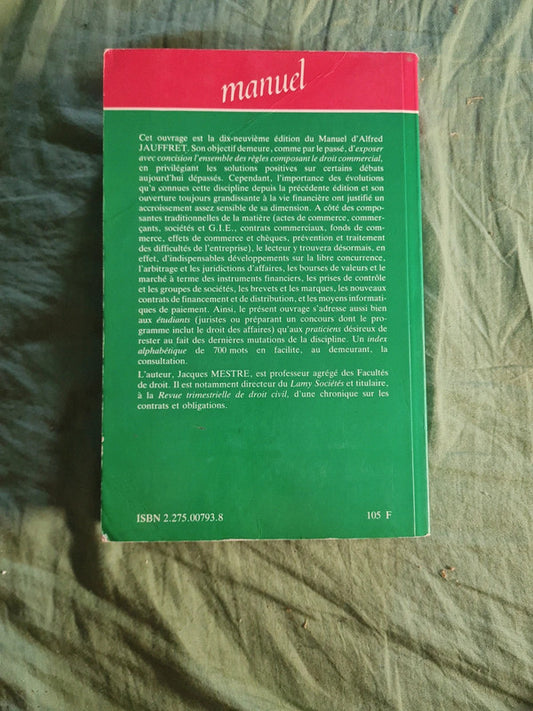 manuel
Cet ouvrage est la dix-neuvième édition du Manuel d'Alfred
JAUFFRET. Son objectif demeure, comme par le passé, d'exposer
avec concision l'ensemble des règles composant le droit commercial,
en privilégiant les solutions positives sur certains débats
aujourd'hui dépassés. Cependant, l'importance des évolutions
qu'a connues cette discipline depuis la précédente édition et son
ouverture toujours grandissante à la vie financière ont justifié un
accroissement assez sensible de sa dimension. A côté des compo-
santes traditionnelles de la matière (actes de commerce, commer-
çants, sociétés et G.I.E., contrats commerciaux, fonds de com-
merce, effets de commerce et chèques, prévention et traitement
des difficultés de l'entreprise), le lecteur y trouvera désormais, en
effet, d'indispensables développements sur la libre concurrence,
l'arbitrage et les juridictions d'affaires, les bourses de valeurs et le
marché à terme des instruments financiers, les prises de contrôle
et les groupes de sociétés, les brevets et les marques, les nouveaux
contrats de financement et de distribution, et les moyens informati-
ques de paiement. Ainsi, le présent ouvrage s'adresse aussi bien
aux étudiants (juristes ou préparant un concours dont le pro-
gramme inclut le droit des affaires) qu'aux praticiens désireux de
rester au fait des dernières mutations de la discipline. Un index
alphabétique de 700 mots en facilite, au demeurant, la
consultation.
L'auteur, Jacques MESTRE, est professeur agrégé des Facultés
de droit. Il est notamment directeur du Lamy Sociétés et titulaire,
à la Revue trimestrielle de droit civil, d'une chronique sur les
contrats et obligations.
ISBN 2.275.00793.8
105 F